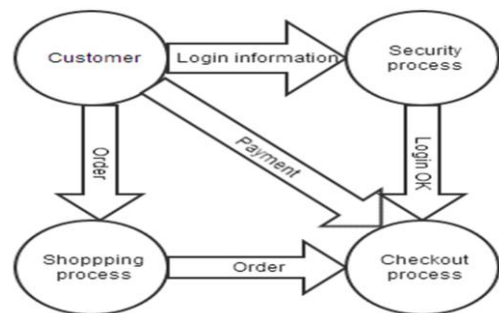 Customer
Login information
Security
process
Order
Payment
Login OK
Shoppping
process
Order
Checkout
process